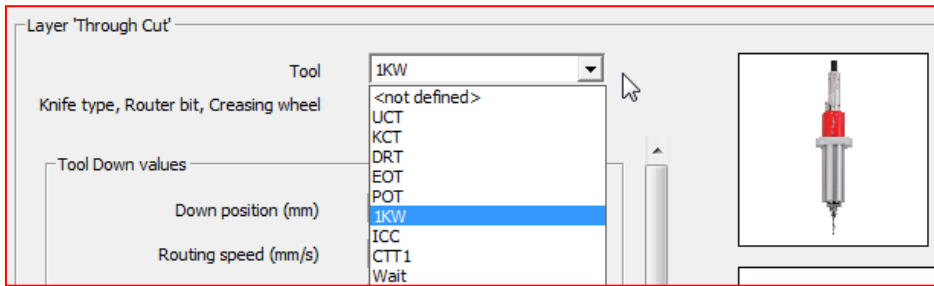 Layer 'Through Cut'
Tool
1KW
Knife type, Router bit, Creasing wheel
<not defined>
UCT
KCT
DRT
EOT
POT
1KW
ICC
CTT1
Wait
Tool Down values
Down position (mm)
Routing speed (mm/s)